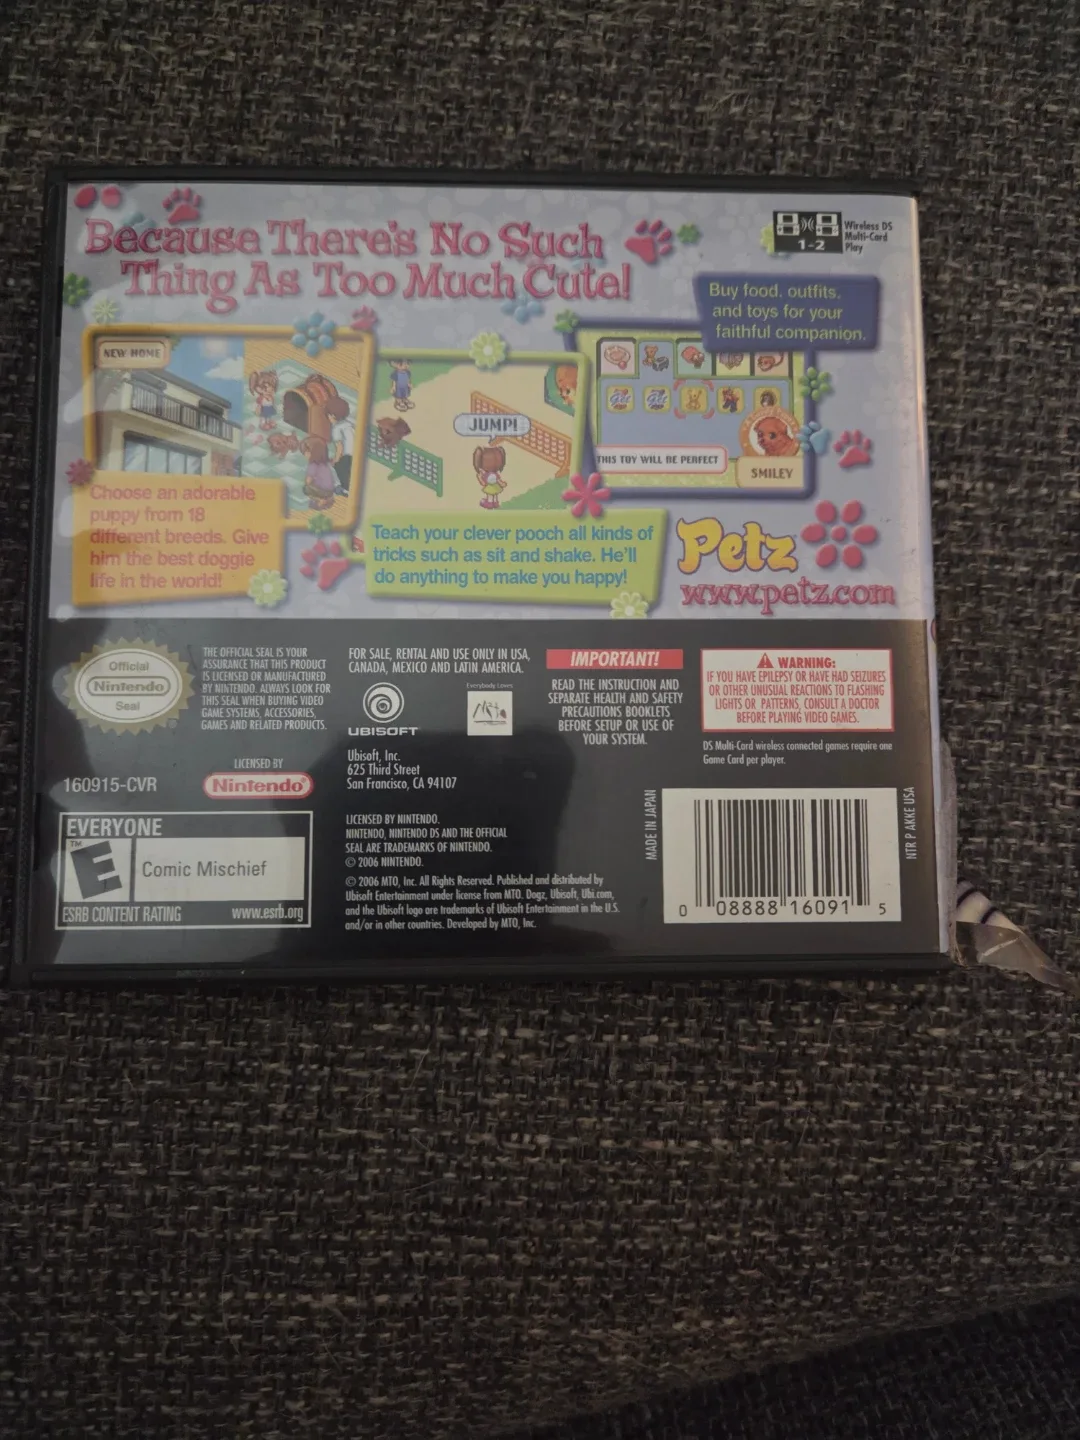 Because There's No Such
Thing As Too Much Cute!
1-2
Wireless DS
Multi-Card
Play
Buy food, outfits,
and toys for your
faithful companion.
NEW HOME
JUMP!
THIS TOY WILL BE PERFECT
SMILEY
Choose an adorable
puppy from 18
different breeds. Give
him the best doggie
life in the world!
Teach your clever pooch all kinds of
tricks such as sit and shake. He'll
do anything to make you happy!
Petz
www.petz.com
Official
Nintendo
Seal
THE OFFICIAL SEAL IS YOUR
ASSURANCE THAT THIS PRODUCT
IS LICENSED OR MANUFACTURED
BY NINTENDO. ALWAYS LOOK FOR
THIS SEAL WHEN BUYING VIDEO
GAME SYSTEMS, ACCESSORIES,
GAMES AND RELATED PRODUCTS.
FOR SALE, RENTAL AND USE ONLY IN USA,
CANADA, MEXICO AND LATIN AMERICA.
UBISOFT
Everybody Loves
Ubisoft, Inc.
625 Third Street
San Francisco, CA 94107
IMPORTANT!
READ THE INSTRUCTION AND
SEPARATE HEALTH AND SAFETY
PRECAUTIONS BOOKLETS
BEFORE SETUP OR USE OF
YOUR SYSTEM.
WARNING:
IF YOU HAVE EPILEPSY OR HAVE HAD SEIZURES
OR OTHER UNUSUAL REACTIONS TO FLASHING
LIGHTS OR PATTERNS, CONSULT A DOCTOR
BEFORE PLAYING VIDEO GAMES.
DS Multi-Card wireless connected games require one
Game Card per player.
160915-CVR
LICENSED BY
Nintendo®
EVERYONE
TM
E
Comic Mischief
ESRB CONTENT RATING
www.esrb.org
LICENSED BY NINTENDO.
NINTENDO, NINTENDO DS AND THE OFFICIAL
SEAL ARE TRADEMARKS OF NINTENDO.
© 2006 NINTENDO.
© 2006 MTO, Inc. All Rights Reserved. Published and distributed by
Ubisoft Entertainment under license from MTO. Dogz, Ubisoft, Ubi.com,
and the Ubisoft logo are trademarks of Ubisoft Entertainment in the U.S.
and/or in other countries. Developed by MTO, Inc.
MADE IN JAPAN
0 08888 16091 5
NTR P AKKE USA